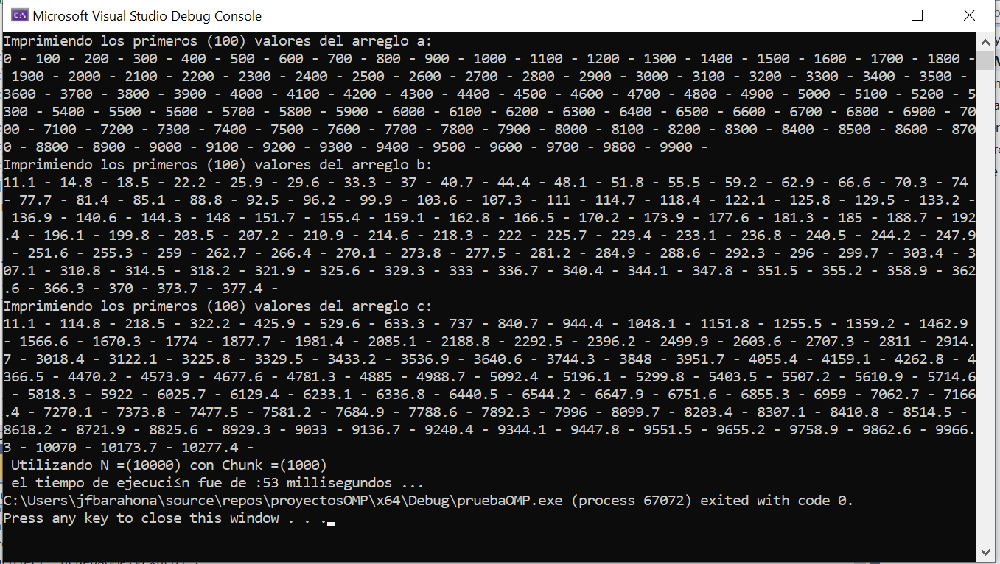 Microsoft Visual Studio Debug Console
Imprimiendo los primeros (100) valores del arreglo a:
0 - 100 - 200 - 300 - 400 - 500 - 600 - 700 - 800 - 900 - 1000 - 1100 - 1200 - 1300 - 1400 - 1500 - 1600 - 1700 - 1800 -
1900 - 2000 - 2100 - 2200 - 2300 - 2400 - 2500 - 2600 - 2700 - 2800 - 2900 - 3000 - 3100 - 3200 - 3300 - 3400 - 3500 -
3600 - 3700 - 3800 - 3900 - 4000 - 4100 - 4200 - 4300 - 4400 - 4500 - 4600 - 4700 - 4800 - 4900 - 5000 - 5100 - 5200 - 5
300 - 5400 - 5500 - 5600 - 5700 - 5800 - 5900 - 6000 - 6100 - 6200 - 6300 - 6400 - 6500 - 6600 - 6700 - 6800 - 6900 - 70
00 - 7100 - 7200 - 7300 - 7400 - 7500 - 7600 - 7700 - 7800 - 7900 - 8000 - 8100 - 8200 - 8300 - 8400 - 8500 - 8600 - 870
0 - 8800 - 8900 - 9000 - 9100 - 9200 - 9300 - 9400 - 9500 - 9600 - 9700 - 9800 - 9900 -
Imprimiendo los primeros (100) valores del arreglo b:
11.1 - 14.8 - 18.5 - 22.2 - 25.9 - 29.6 - 33.3 - 37 - 40.7 - 44.4 - 48.1 - 51.8 - 55.5 - 59.2 - 62.9 - 66.6 - 70.3 - 74
- 77.7 - 81.4 - 85.1 - 88.8 - 92.5 - 96.2 - 99.9 - 103.6 - 107.3 - 111 - 114.7 - 118.4 - 122.1 - 125.8 - 129.5 - 133.2 -
136.9 - 140.6 - 144.3 - 148 - 151.7 - 155.4 - 159.1 - 162.8 - 166.5 - 170.2 - 173.9 - 177.6 - 181.3 - 185 - 188.7 - 192
.4 - 196.1 - 199.8 - 203.5 - 207.2 - 210.9 - 214.6 - 218.3 - 222 - 225.7 - 229.4 - 233.1 - 236.8 - 240.5 - 244.2 - 247.9
- 251.6 - 255.3 - 259 - 262.7 - 266.4 - 270.1 - 273.8 - 277.5 - 281.2 - 284.9 - 288.6 - 292.3 - 296 - 299.7 - 303.4 - 3
07.1 - 310.8 - 314.5 - 318.2 - 321.9 - 325.6 - 329.3 - 333 - 336.7 - 340.4 - 344.1 - 347.8 - 351.5 - 355.2 - 358.9 - 362
.6 - 366.3 - 370 - 373.7 - 377.4 -
Imprimiendo los primeros (100) valores del arreglo c:
11.1 - 114.8 - 218.5 - 322.2 - 425.9 - 529.6 - 633.3 - 737 - 840.7 - 944.4 - 1048.1 - 1151.8 - 1255.5 - 1359.2 - 1462.9
- 1566.6 - 1670.3 - 1774 - 1877.7 - 1981.4 - 2085.1 - 2188.8 - 2292.5 - 2396.2 - 2499.9 - 2603.6 - 2707.3 - 2811 - 2914.
7 - 3018.4 - 3122.1 - 3225.8 - 3329.5 - 3433.2 - 3536.9 - 3640.6 - 3744.3 - 3848 - 3951.7 - 4055.4 - 4159.1 - 4262.8 - 4
366.5 - 4470.2 - 4573.9 - 4677.6 - 4781.3 - 4885 - 4988.7 - 5092.4 - 5196.1 - 5299.8 - 5403.5 - 5507.2 - 5610.9 - 5714.6
- 5818.3 - 5922 - 6025.7 - 6129.4 - 6233.1 - 6336.8 - 6440.5 - 6544.2 - 6647.9 - 6751.6 - 6855.3 - 6959 - 7062.7 - 7166
.4 - 7270.1 - 7373.8 - 7477.5 - 7581.2 - 7684.9 - 7788.6 - 7892.3 - 7996 - 8099.7 - 8203.4 - 8307.1 - 8410.8 - 8514.5 -
8618.2 - 8721.9 - 8825.6 - 8929.3 - 9033 - 9136.7 - 9240.4 - 9344.1 - 9447.8 - 9551.5 - 9655.2 - 9758.9 - 9862.6 - 9966.
3 - 10070 - 10173.7 - 10277.4 -
Utilizando N =(10000) con Chunk =(1000)
el tiempo de ejecuci≤n fue de :53 millisegundos ...
C:\Users\jfbarahona\source\repos\proyectosOMP\x64\Debug\pruebaOMP.exe (process 67072) exited with code 0.
Press any key to close this window . . .